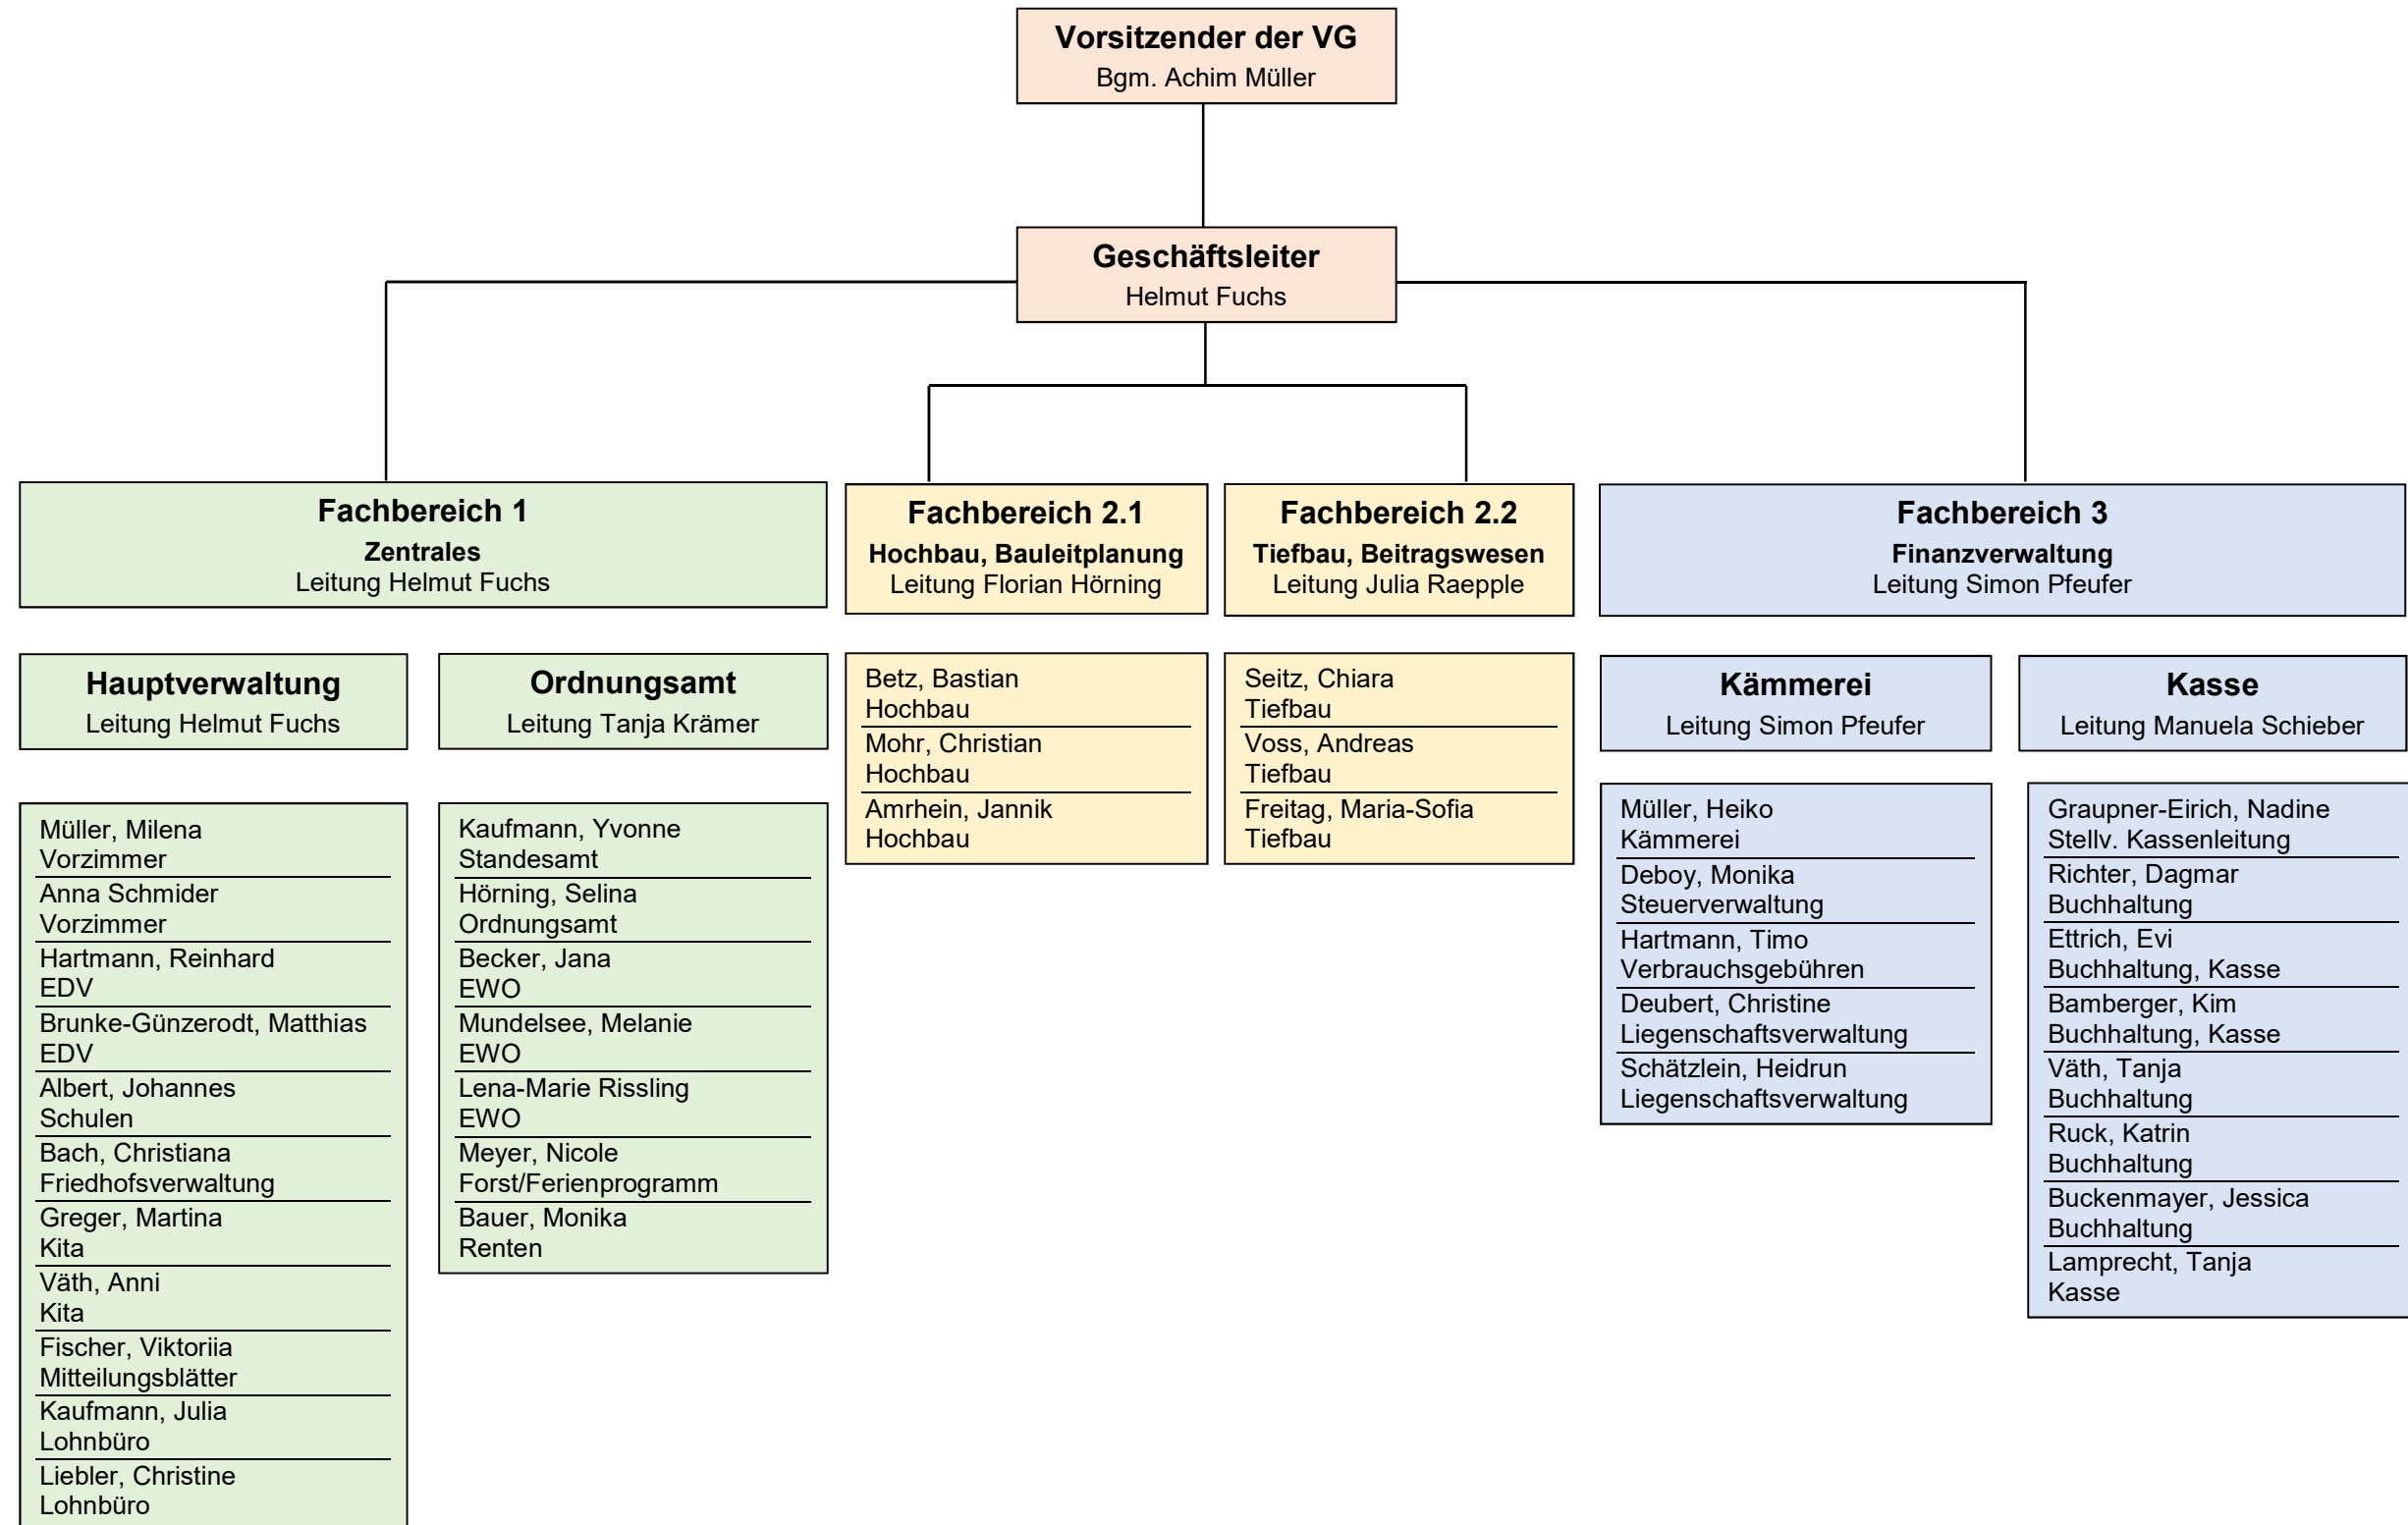 Vorsitzender der VG
Bgm. Achim Müller
Geschäftsleiter
Helmut Fuchs
Fachbereich 1
Zentrales
Leitung Helmut Fuchs
Fachbereich 2.1
Hochbau, Bauleitplanung
Leitung Florian Hörning
Fachbereich 2.2
Tiefbau, Beitragswesen
Leitung Julia Raepple
Fachbereich 3
Finanzverwaltung
Leitung Simon Pfeufer
Hauptverwaltung
Leitung Helmut Fuchs
Müller, Milena
Vorzimmer
Anna Schmider
Vorzimmer
Hartmann, Reinhard
EDV
Brunke-Günzerodt, Matthias
EDV
Albert, Johannes
Schulen
Bach, Christiana
Friedhofsverwaltung
Greger, Martina
Kita
Väth, Anni
Kita
Fischer, Viktoriia
Mitteilungsblätter
Kaufmann, Julia
Lohnbüro
Liebler, Christine
Lohnbüro
Ordnungsamt
Leitung Tanja Krämer
Kaufmann, Yvonne
Standesamt
Hörning, Selina
Ordnungsamt
Becker, Jana
EWO
Mundelsee, Melanie
EWO
Lena-Marie Rissling
EWO
Meyer, Nicole
Forst/Ferienprogramm
Bauer, Monika
Renten
Betz, Bastian
Hochbau
Mohr, Christian
Hochbau
Amrhein, Jannik
Hochbau
Seitz, Chiara
Tiefbau
Voss, Andreas
Tiefbau
Freitag, Maria-Sofia
Tiefbau
Kämmerei
Leitung Simon Pfeufer
Müller, Heiko
Kämmerei
Deboy, Monika
Steuerverwaltung
Hartmann, Timo
Verbrauchsgebühren
Deubert, Christine
Liegenschaftsverwaltung
Schätzlein, Heidrun
Liegenschaftsverwaltung
Kasse
Leitung Manuela Schieber
Graupner-Eirich, Nadine
Stellv. Kassenleitung
Richter, Dagmar
Buchhaltung
Ettrich, Evi
Buchhaltung, Kasse
Bamberger, Kim
Buchhaltung, Kasse
Väth, Tanja
Buchhaltung
Ruck, Katrin
Buchhaltung
Buckenmayer, Jessica
Buchhaltung
Lamprecht, Tanja
Kasse